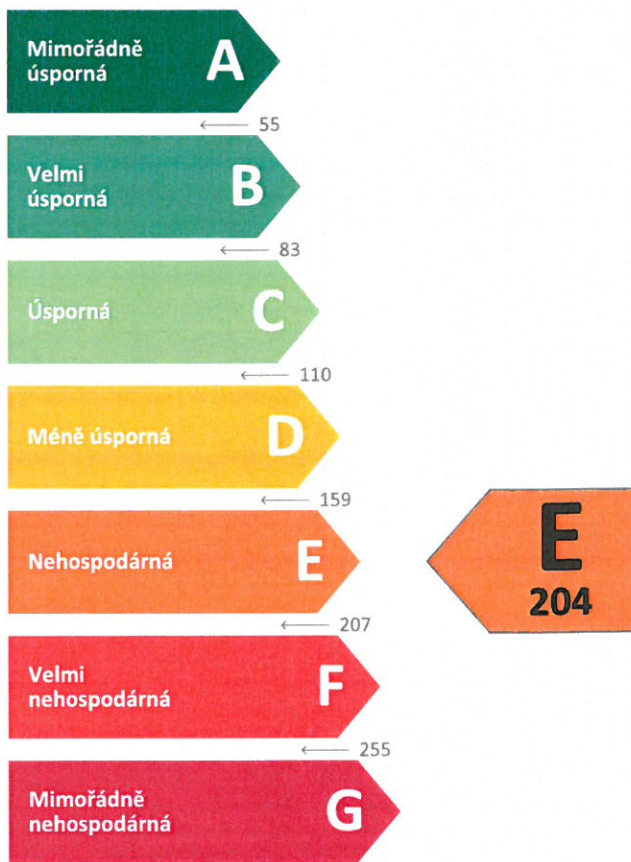 Mimořádně
úsporná
A
← 55
Velmi
úsporná
B
← 83
Úsporná
C
← 110
Méně úsporná
D
← 159
Nehospodárná
E
← 207
Velmi
nehospodárná
F
← 255
Mimořádně
nehospodárná
G
E
204